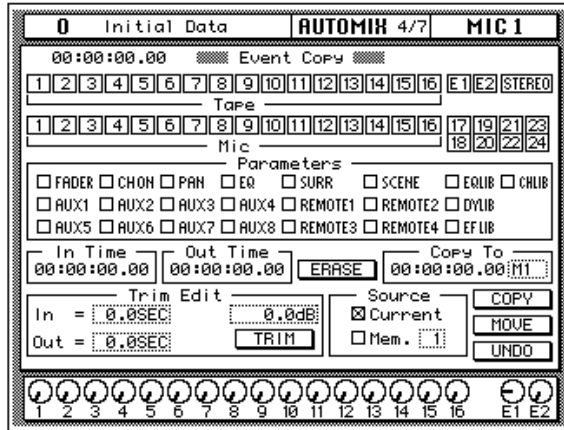 0 Initial Data AUTOMIX 4/7 MIC 1
00:00:00.00 Event Copy
1 2 3 4 5 6 7 8 9 10 11 12 13 14 15 16 E1 E2 STEREO
Tape
1 2 3 4 5 6 7 8 9 10 11 12 13 14 15 16 17 19 21 23
18 20 22 24
Mic
Parameters
FADER CHON PAN EQ SURR SCENE EQLIB CHLIB
AUX1 AUX2 AUX3 AUX4 REMOTE1 REMOTE2 DYLIB
AUX5 AUX6 AUX7 AUX8 REMOTE3 REMOTE4 EFLIB
In Time Out Time Copy To
00:00:00.00 00:00:00.00 ERASE 00:00:00.00 M1
Trim Edit Source COPY
In = 0.0SEC 0.0dB Current MOVE
Out = 0.0SEC TRIM Mem. 1 UNDO
1 2 3 4 5 6 7 8 9 10 11 12 13 14 15 16 E1 E2